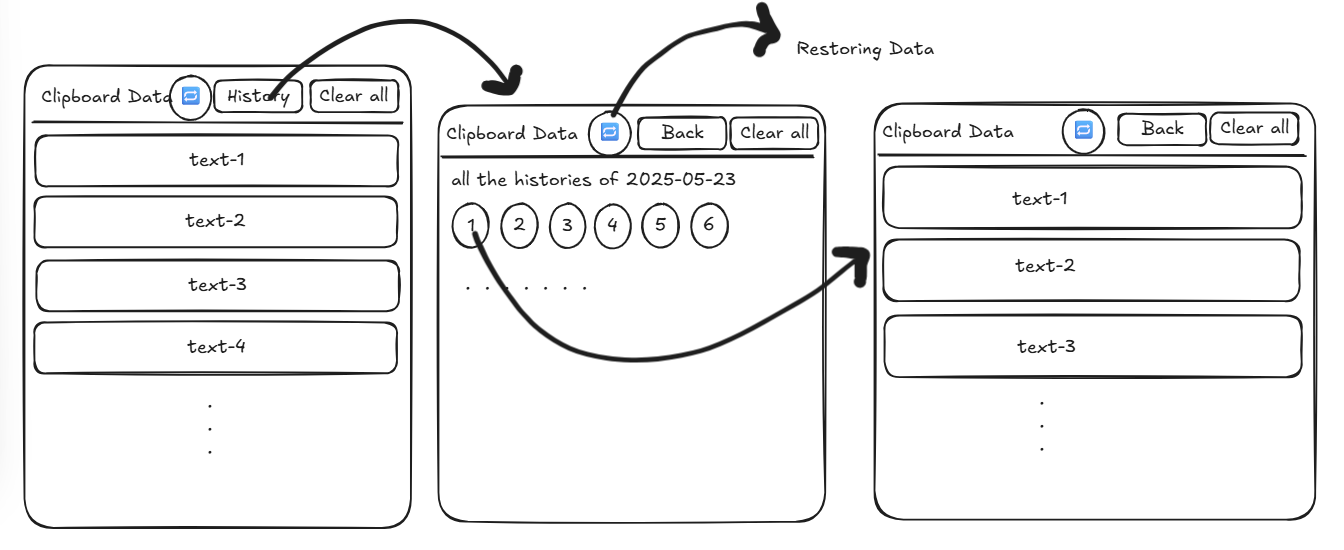 Restoring Data
Clipboard Data 🔁 History Clear all
text-1
text-2
text-3
text-4
Clipboard Data 🔁 Back Clear all
all the histories of 2025-05-23
1 2 3 4 5 6
. . . . . . .
Clipboard Data 🔁 Back Clear all
text-1
text-2
text-3